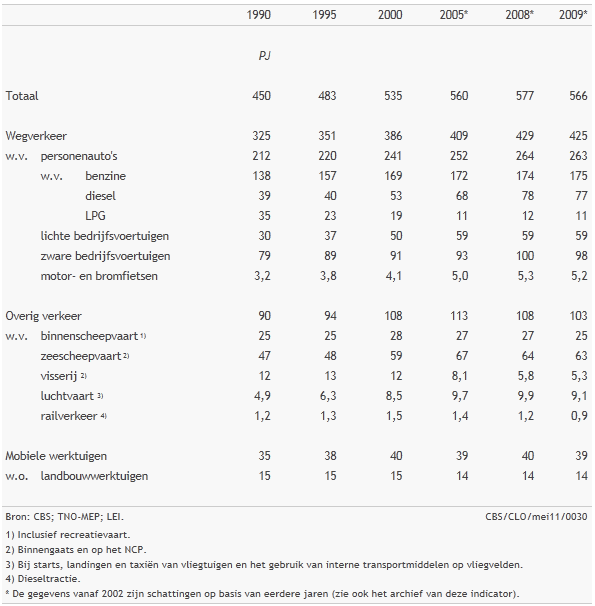 1990 1995 2000 2005* 2008* 2009*
PJ
Totaal 450 483 535 560 577 566
Wegverkeer 325 351 386 409 429 425
w.v. personenauto's 212 220 241 252 264 263
w.v. benzine 138 157 169 172 174 175
diesel 39 40 53 68 78 77
LPG 35 23 19 11 12 11
lichte bedrijfsvoertuigen 30 37 50 59 59 59
zware bedrijfsvoertuigen 79 89 91 93 100 98
motor- en bromfietsen 3,2 3,8 4,1 5,0 5,3 5,2
Overig verkeer 90 94 108 113 108 103
w.v. binnenscheepvaart 1) 25 25 28 27 27 25
zeescheepvaart 2) 47 48 59 67 64 63
visserij 2) 12 13 12 8,1 5,8 5,3
luchtvaart 3) 4,9 6,3 8,5 9,7 9,9 9,1
railverkeer 4) 1,2 1,3 1,5 1,4 1,2 0,9
Mobiele werktuigen 35 38 40 39 40 39
w.o. landbouwwerktuigen 15 15 15 14 14 14
Bron: CBS; TNO-MEP; LEI. CBS/CLO/mei11/0030
1) Inclusief recreatievaart.
2) Binnengaats en op het NCP.
3) Bij starts, landingen en taxiën van vliegtuigen en het gebruik van interne transportmiddelen op vliegvelden.
4) Dieseltractie.
* De gegevens vanaf 2002 zijn schattingen op basis van eerdere jaren (zie ook het archief van deze indicator).